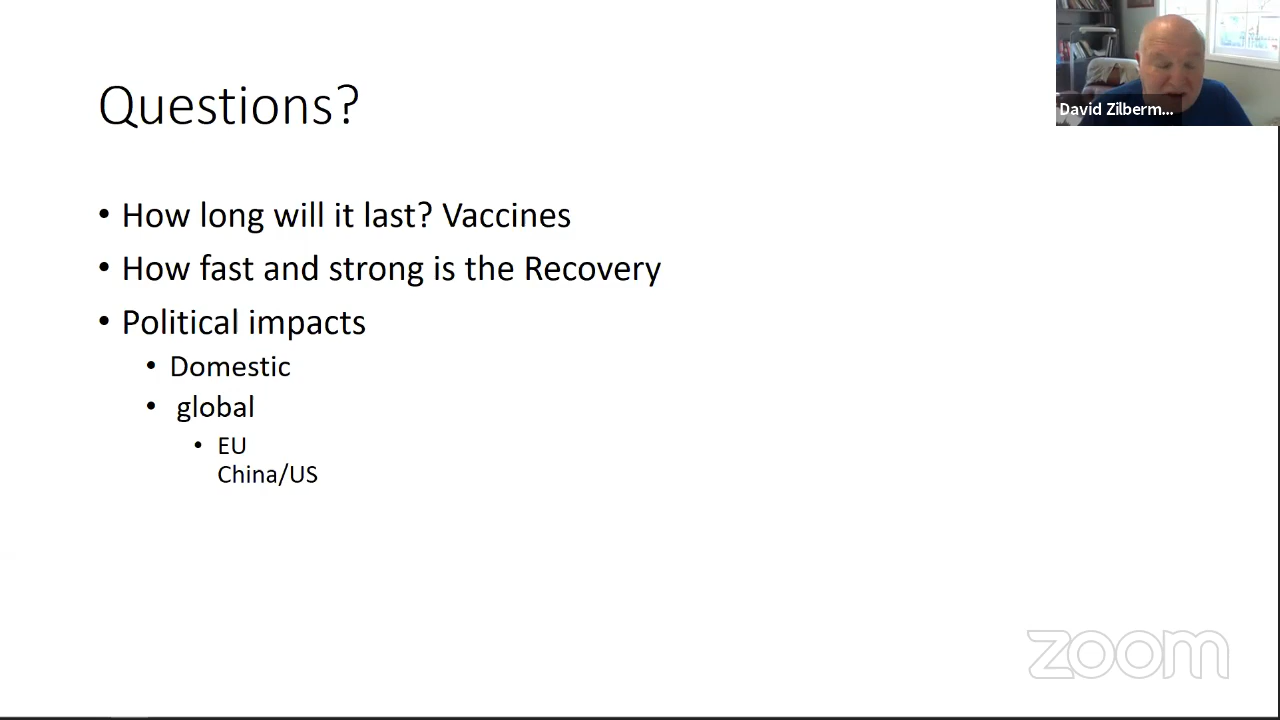 Questions?
• How long will it last? Vaccines
• How fast and strong is the Recovery
• Political impacts
• Domestic
• global
• EU
China/US
David Zilberm...
zoom